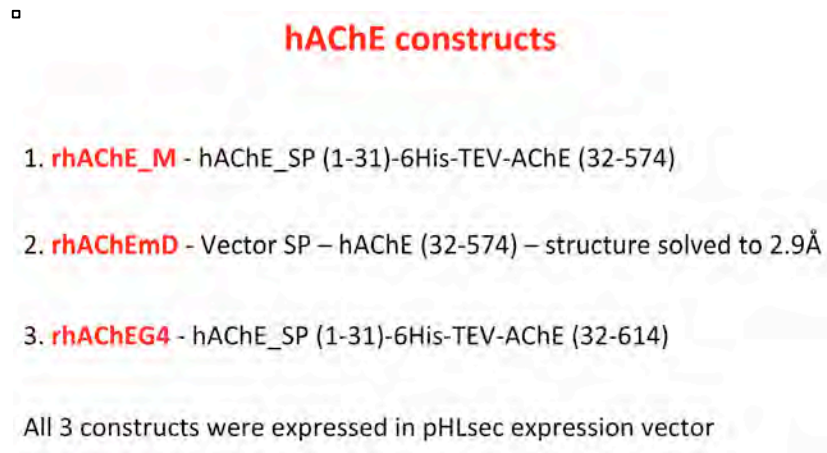 hAChE constructs
1. rhAChE_M - hAChE_SP (1-31)-6His-TEV-AChE (32-574)
2. rhAChEmD - Vector SP – hAChE (32-574) – structure solved to 2.9Å
3. rhAChEG4 - hAChE_SP (1-31)-6His-TEV-AChE (32-614)
All 3 constructs were expressed in pHLsec expression vector